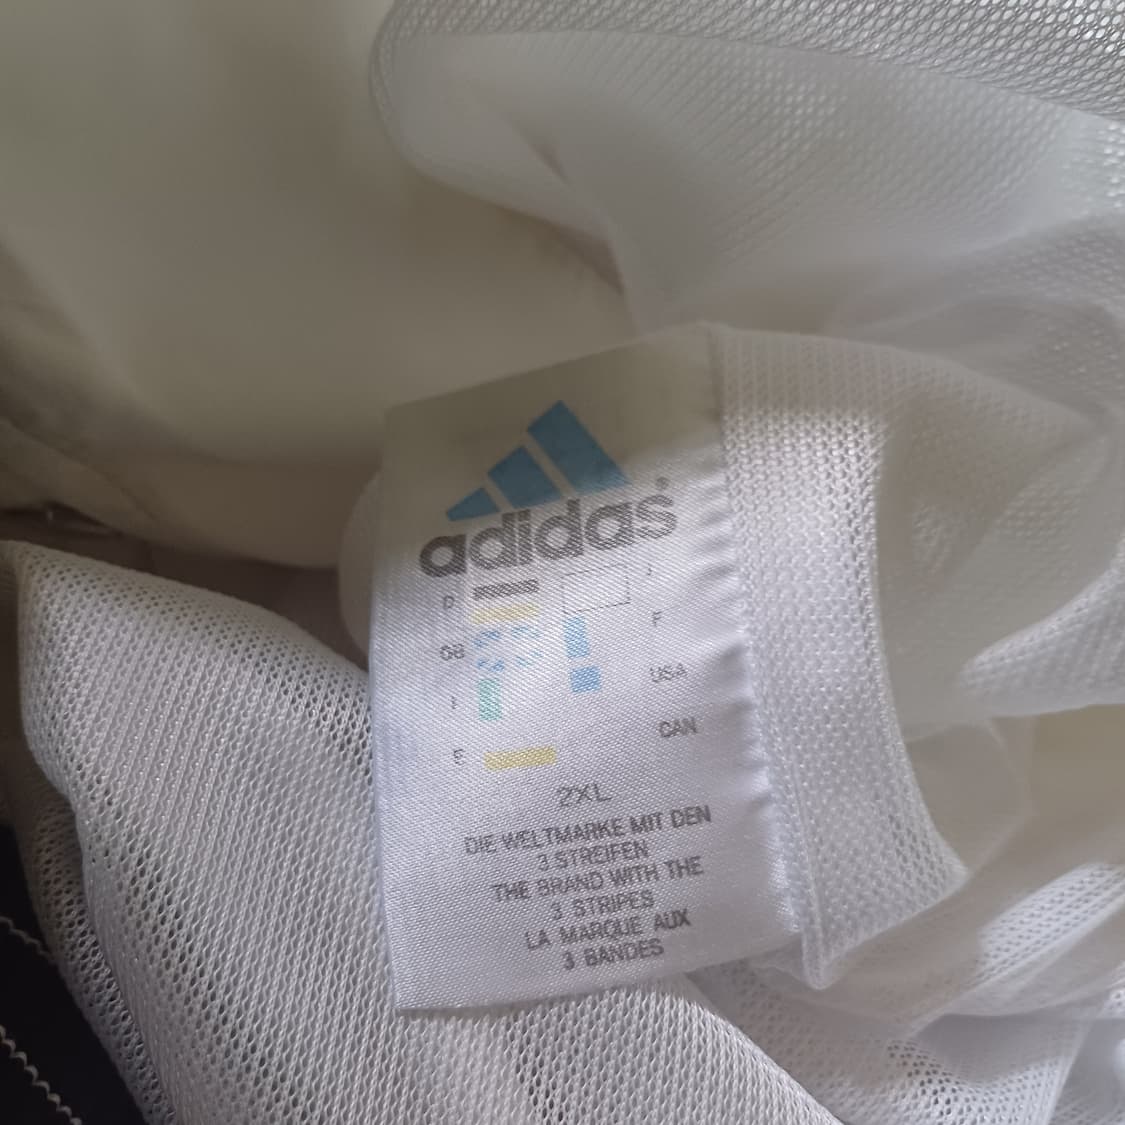 adidas
D
J
GB
F
I
USA
E
CAN
2XL
DIE WELTMARKE MIT DEN
3 STREIFEN
THE BRAND WITH THE
3 STRIPES
LA MARQUE AUX
3 BANDES